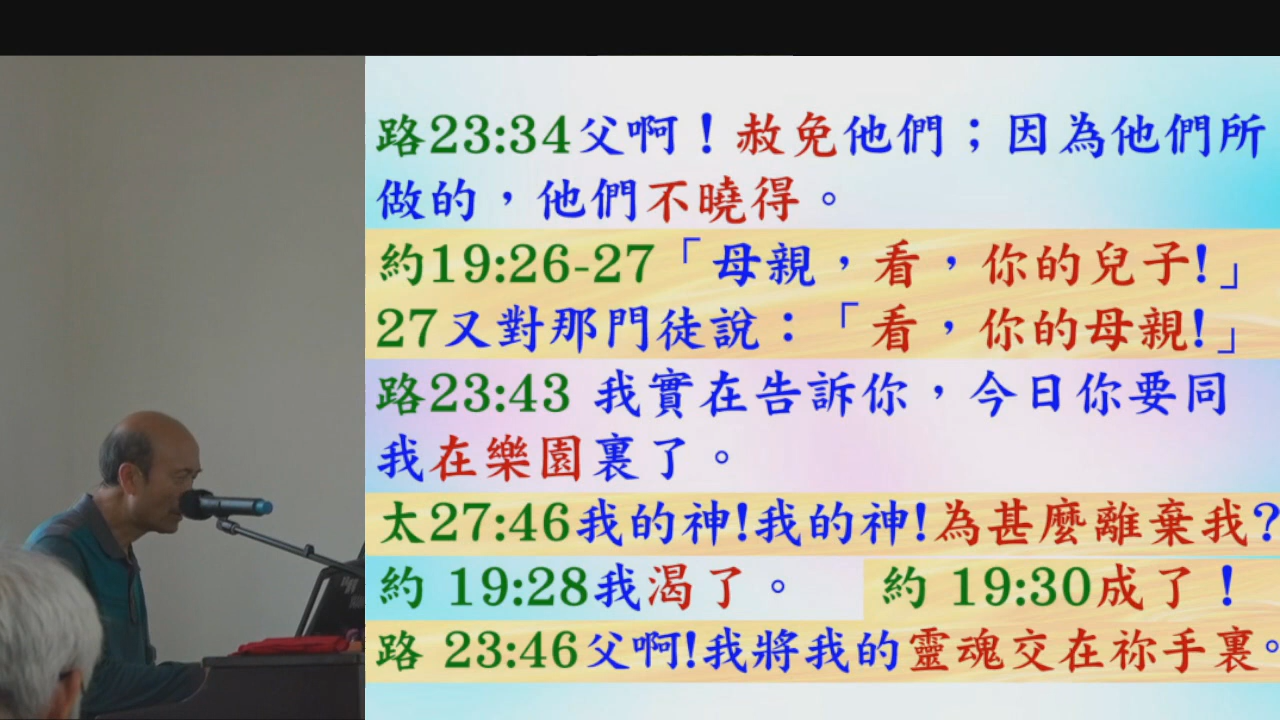 路23:34父啊！赦免他們；因為他們所
做的，他們不曉得。
約19:26-27「母親，看，你的兒子!」
27又對那門徒說：「看，你的母親!」
路23:43 我實在告訴你，今日你要同
我在樂園裏了。
太27:46我的神!我的神!為甚麼離棄我?
約 19:28我渴了。 約 19:30成了！
路 23:46父啊!我將我的靈魂交在祢手裏。